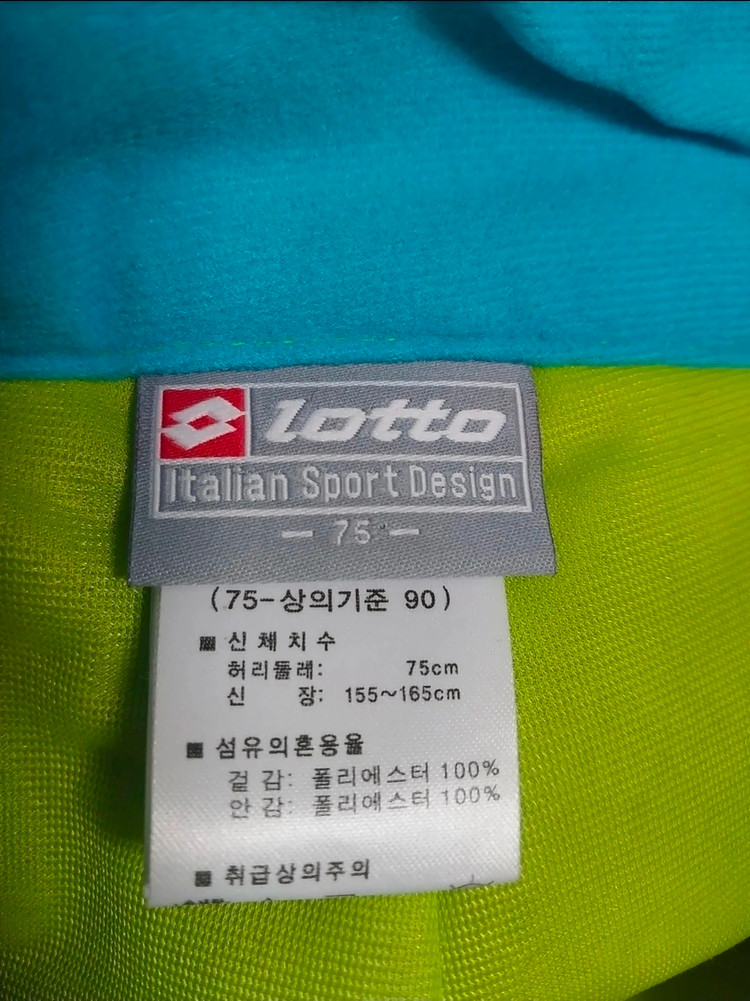 lotto
Italian Sport Design
— 75 —
(75-상의기준 90)
■ 신체치수
허리둘레: 75cm
신 장: 155~165cm
■ 섬유의혼용율
겉 감: 폴리에스터 100%
안 감: 폴리에스터 100%
■ 취급상의주의